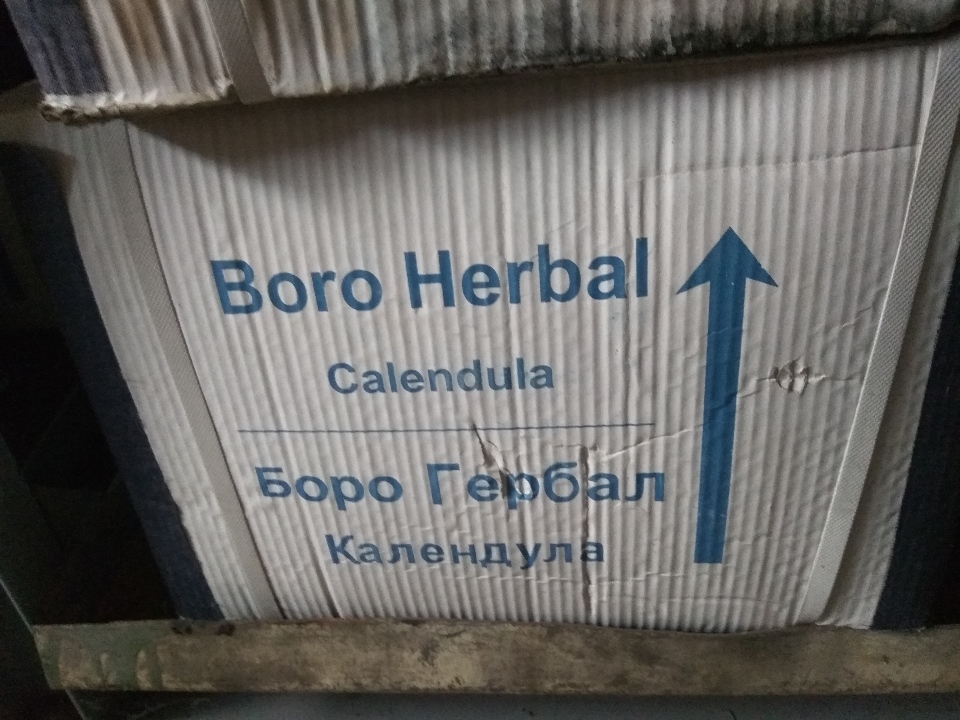 Boro Herbal
Calendula
Боро Гербал
Календула